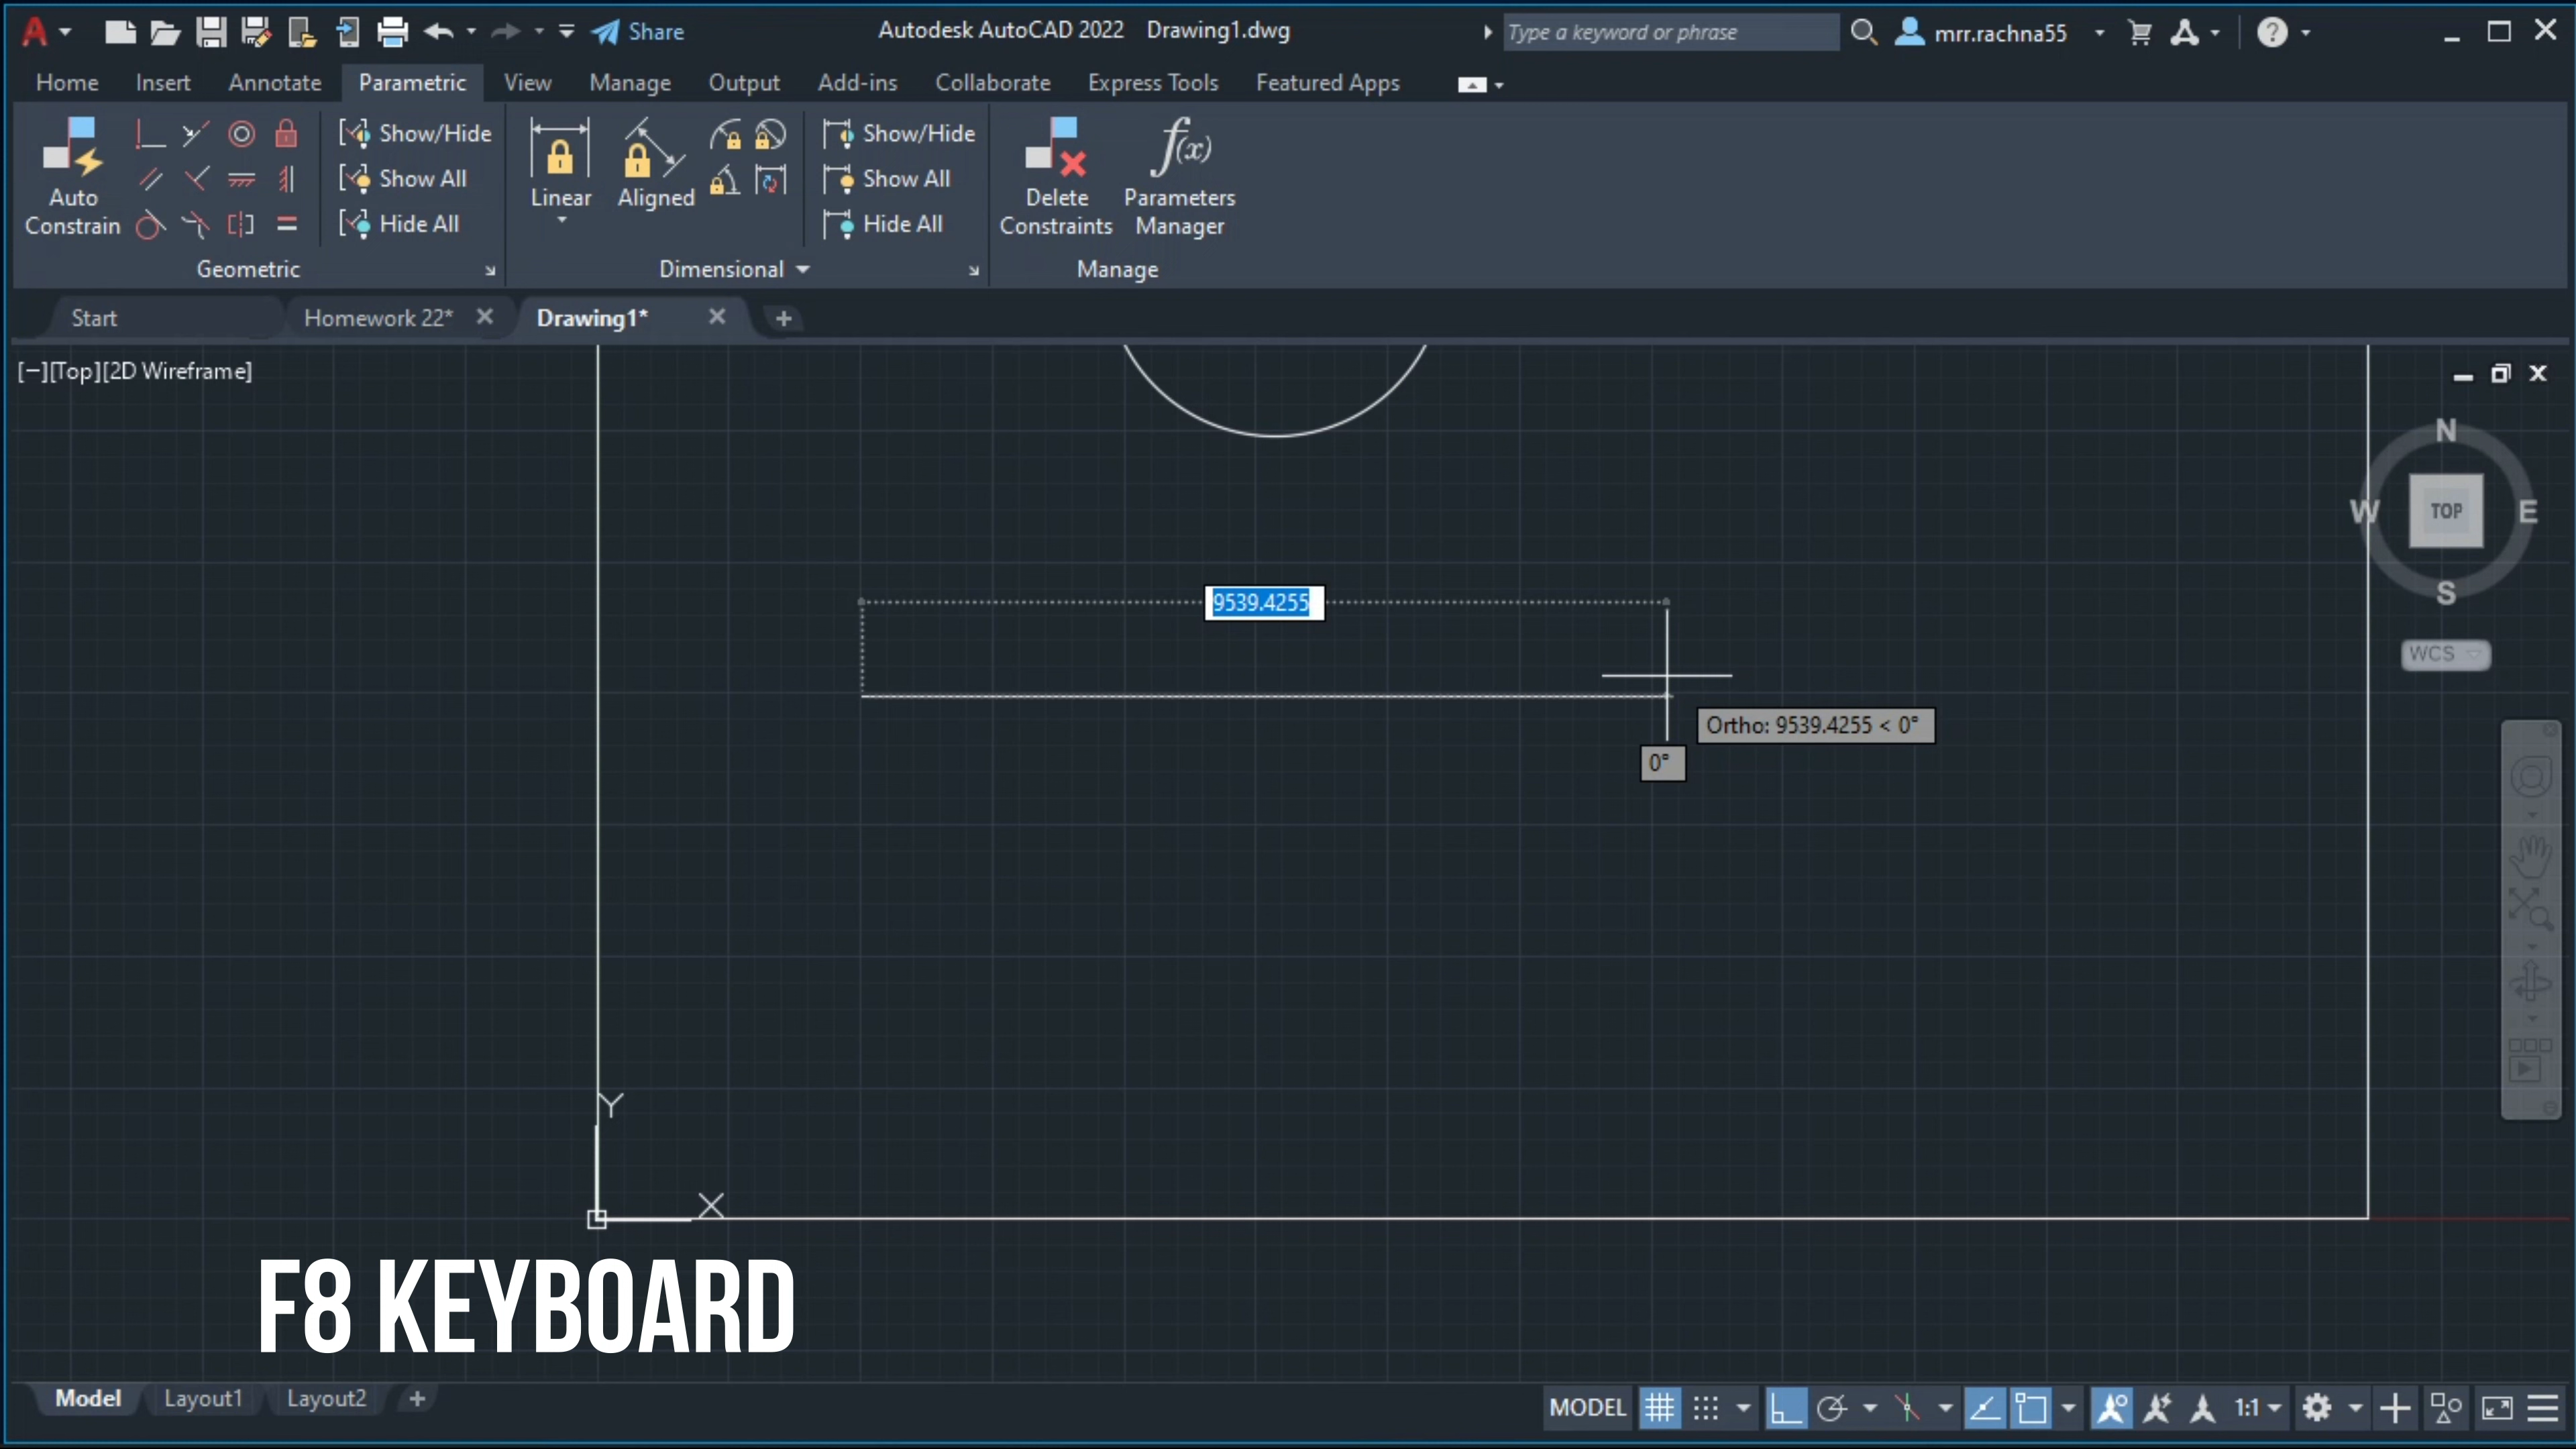 Share
Autodesk AutoCAD 2022 Drawing1.dwg
Type a keyword or phrase
mrr.rachna55
Home Insert Annotate Parametric View Manage Output Add-ins Collaborate Express Tools Featured Apps
Auto
Constrain
Show/Hide
Show All
Hide All
Geometric
Linear
Aligned
Show/Hide
Show All
Hide All
Dimensional
Delete
Constraints
f(x)
Parameters
Manager
Manage
Start Homework 22* Drawing1*
[−][Top][2D Wireframe]
N
W TOP E
S
WCS
9539.4255
Ortho: 9539.4255 < 0°
0°
Y
X
F8 KEYBOARD
Model Layout1 Layout2
MODEL 1:1